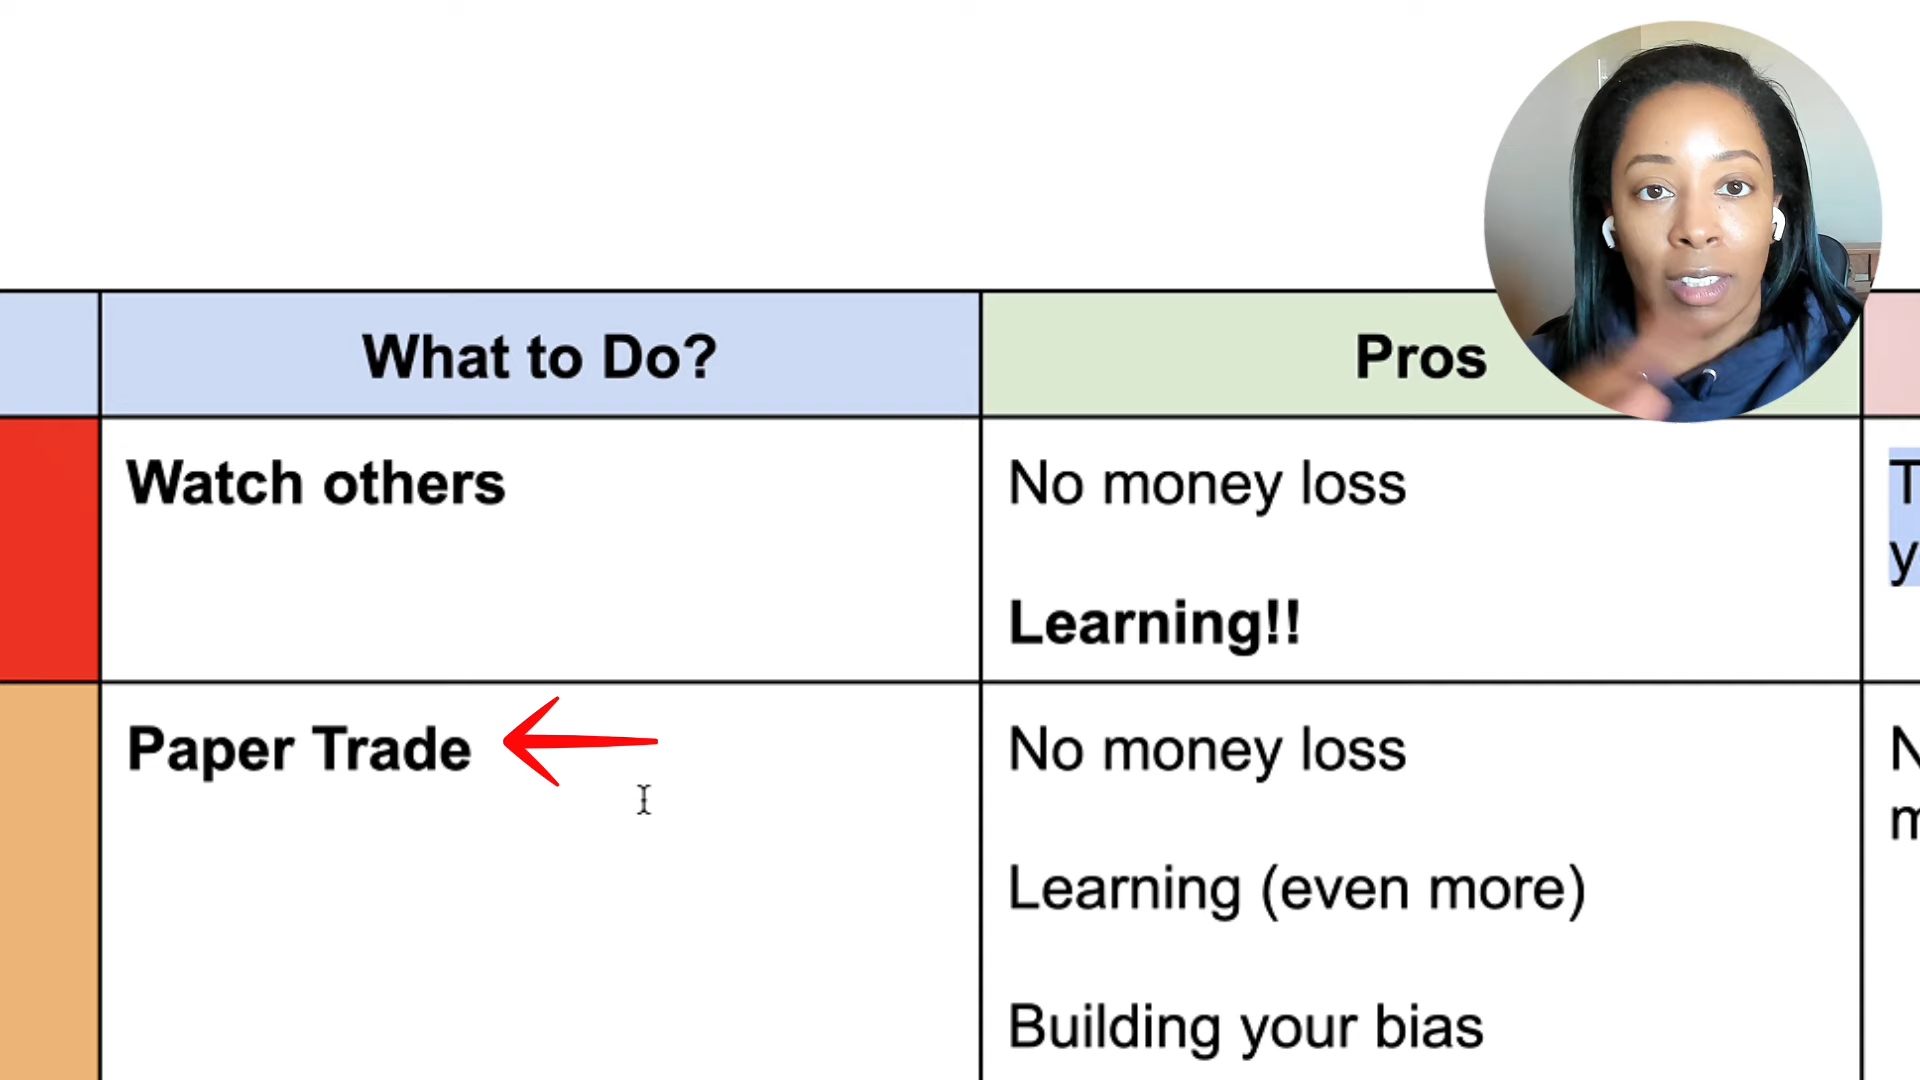 What to Do?
Pros
Watch others
No money loss
Learning!!
Paper Trade
No money loss
Learning (even more)
Building your bias